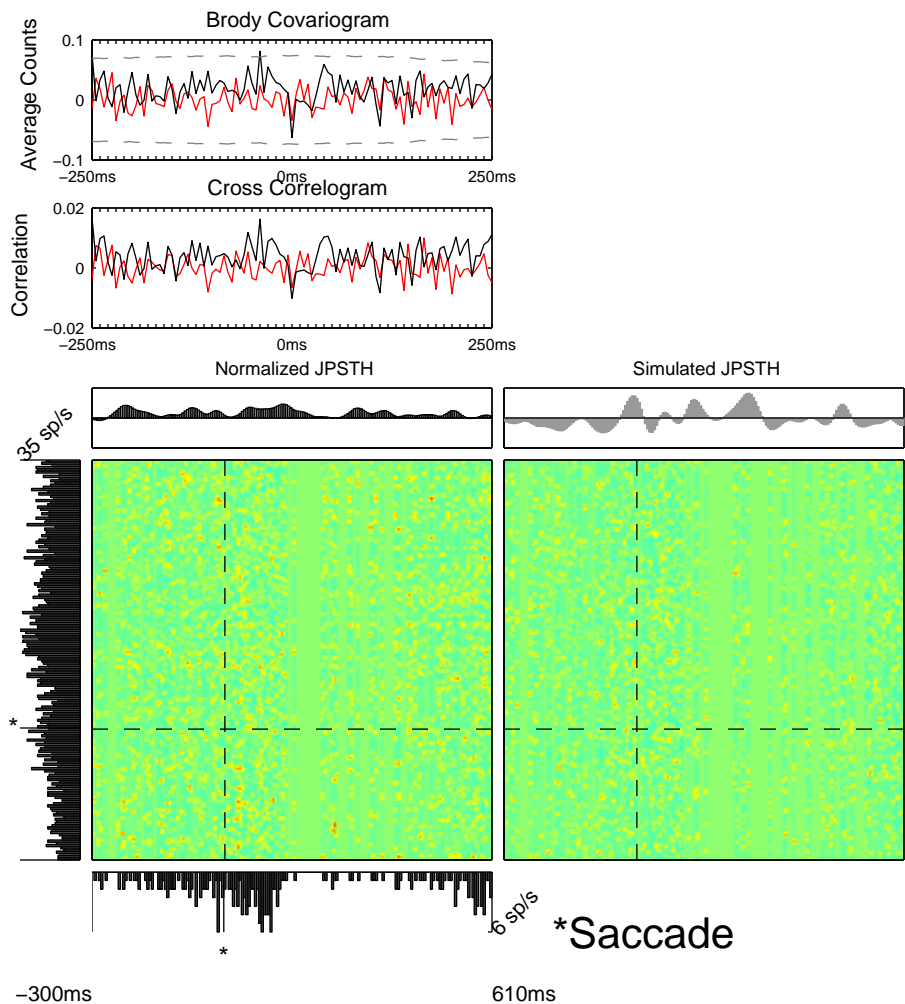 Brody Covariogram
Average Counts
0.1
0
−0.1
−250ms
0ms
250ms
Cross Correlogram
Correlation
0.02
0
−0.02
−250ms
0ms
250ms
Normalized JPSTH
Simulated JPSTH
35 sp/s
*
6 sp/s
*
*Saccade
−300ms
610ms